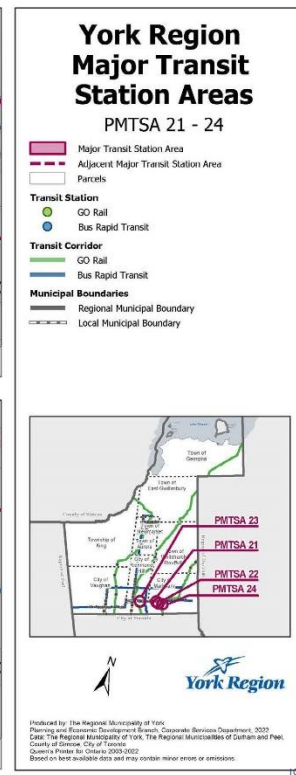 York Region
Major Transit
Station Areas
PMTSA 21 - 24
Major Transit Station Area
Adjacent Major Transit Station Area
Parcels
Transit Station
GO Rail
Bus Rapid Transit
Transit Corridor
GO Rail
Bus Rapid Transit
Municipal Boundaries
Regional Municipal Boundary
Local Municipal Boundary
Town of
Georgina
Town of
East Gwillimbury
County of Simcoe
Township of
King
City of
Vaughan
City of Toronto
PMTSA 23
PMTSA 21
PMTSA 22
PMTSA 24
York Region
Produced by: The Regional Municipality of York
Planning and Economic Development Branch, Corporate Services Department, 2022
Data: The Regional Municipality of York, The Regional Municipalities of Durham and Peel,
County of Simcoe, City of Toronto
Queen's Printer for Ontario 2003-2022
Based on best available data and may contain minor errors or omissions.